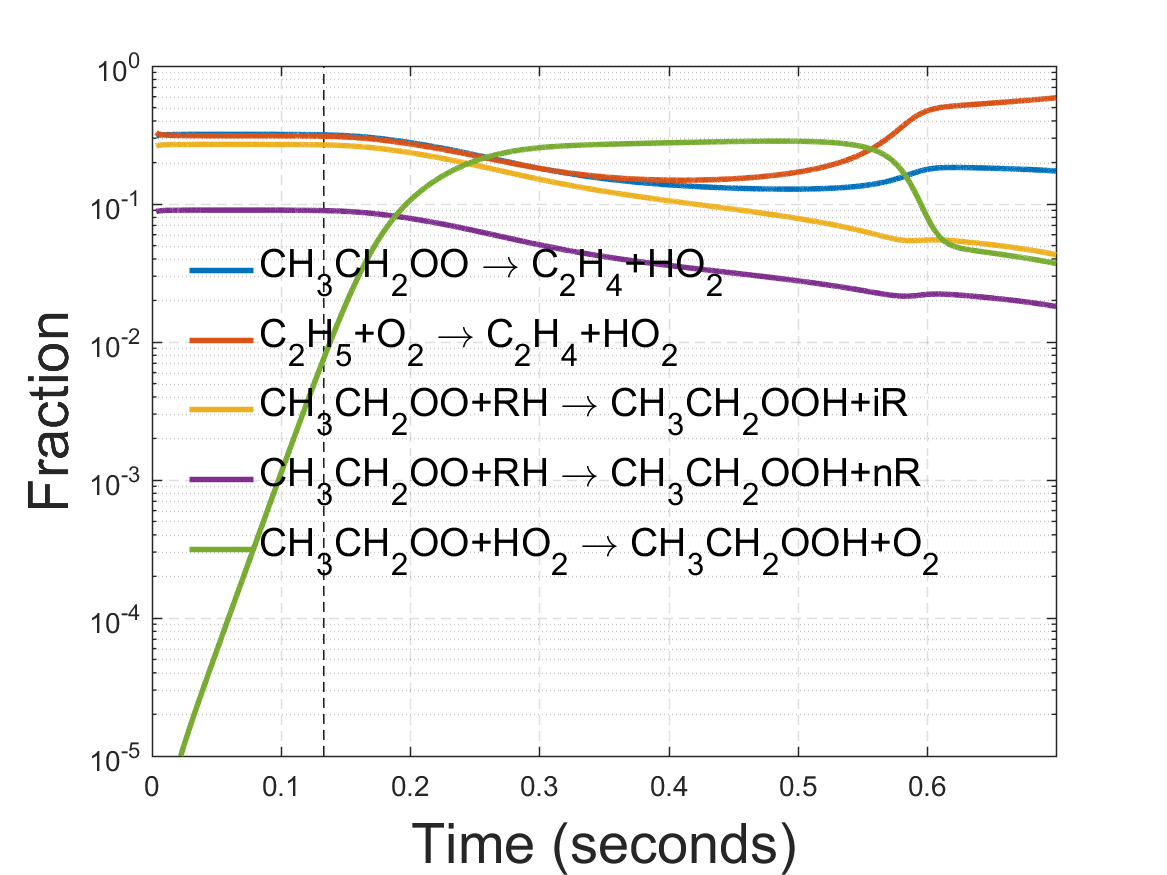 10⁰
10⁻¹
10⁻²
10⁻³
10⁻⁴
10⁻⁵
Fraction
CH₃CH₂OO → C₂H₄+HO₂
C₂H₅+O₂ → C₂H₄+HO₂
CH₃CH₂OO+RH → CH₃CH₂OOH+iR
CH₃CH₂OO+RH → CH₃CH₂OOH+nR
CH₃CH₂OO+HO₂ → CH₃CH₂OOH+O₂
0 0.1 0.2 0.3 0.4 0.5 0.6
Time (seconds)